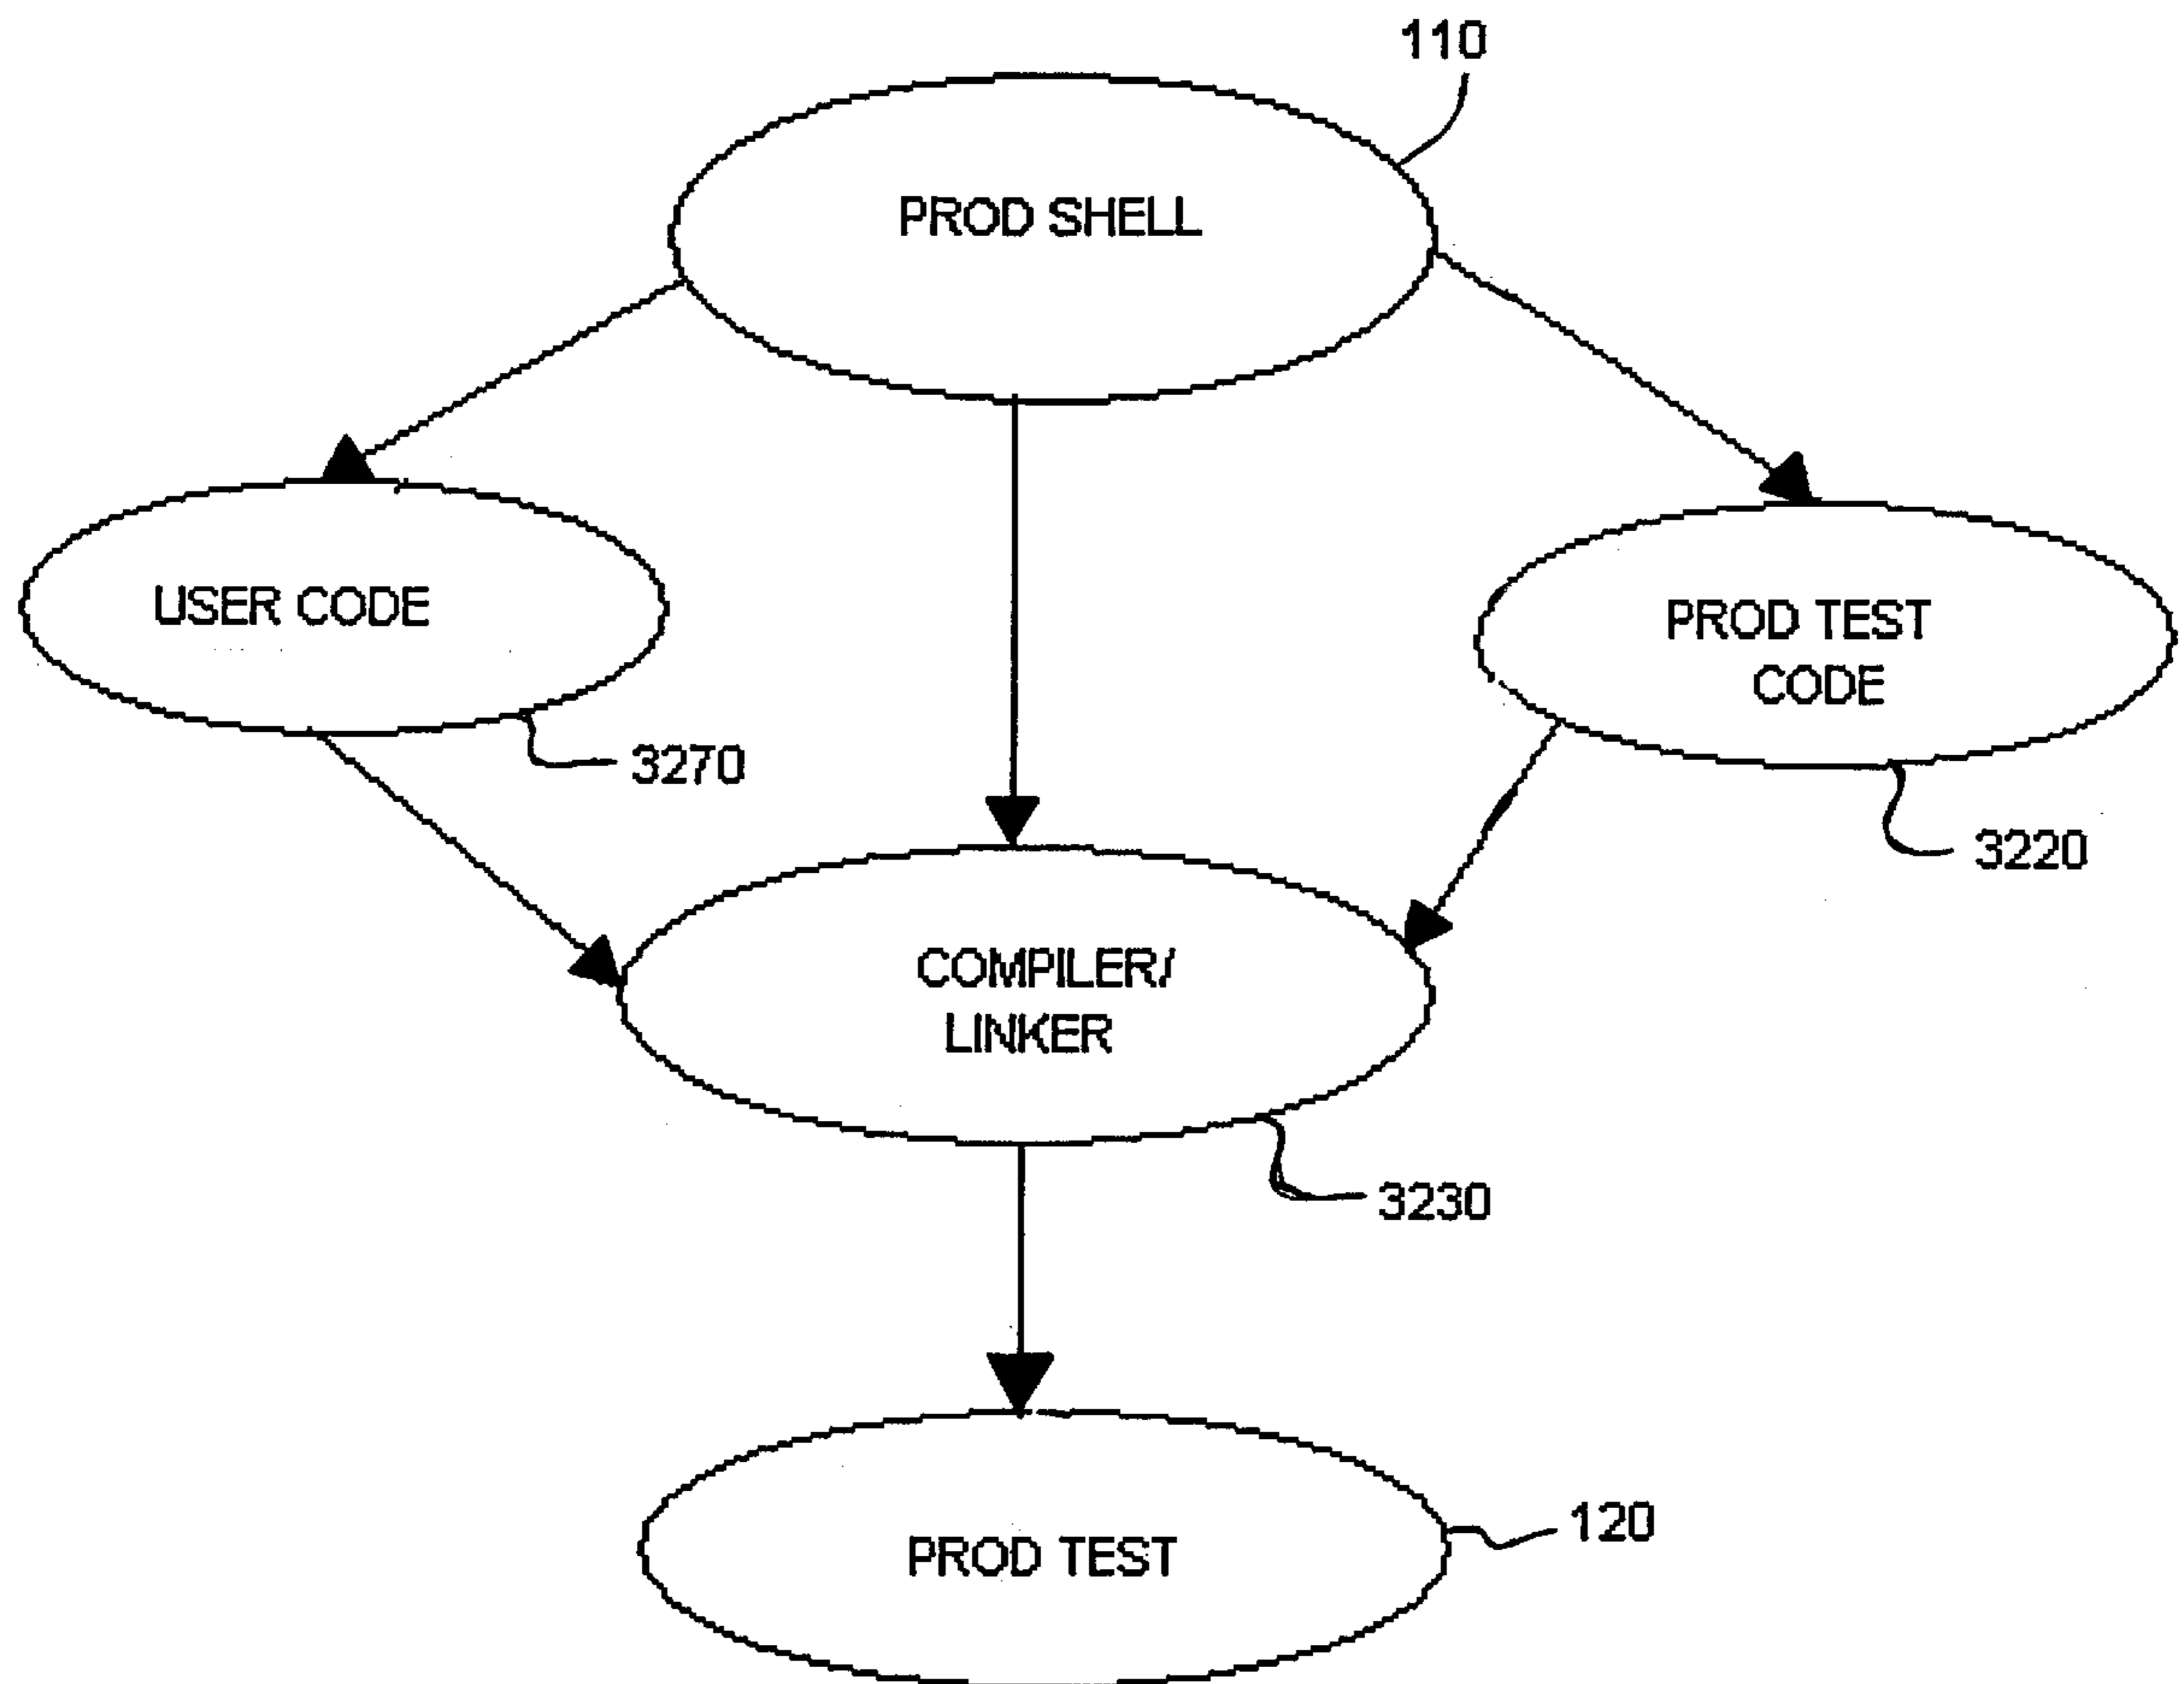 110
PROD SHELL
USER CODE
PROD TEST
CODE
3270
3220
COMPILER/
LINKER
3230
120
PROD TEST